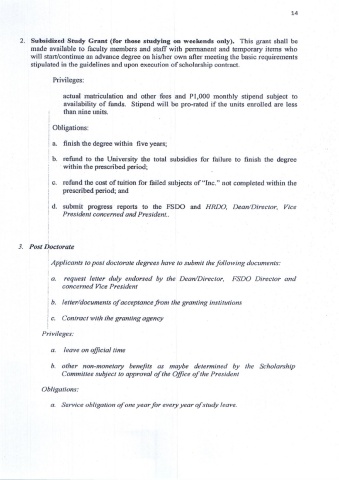 14
2. Subsidized Study Grant (for those studying on weekends only). This grant shall be
made available to faculty members and staff with permanent and temporary items who
will start/continue an advance degree on his/her own after meeting the basic requirements
stipulated in the guidelines and upon execution of scholarship contract.
Privileges:
actual matriculation and other fees and P1,000 monthly stipend subject to
availability of funds. Stipend will be pro-rated if the units enrolled are less
than nine units.
Obligations:
a. finish the degree within five years;
b. refund to the University the total subsidies for failure to finish the degree
within the prescribed period;
c. refund the cost of tuition for failed subjects of "Inc." not completed within the
prescribed period; and
d. submit progress reports to the FSDO and HRDO, Dean/Director, Vice
President concerned and President..
3. Post Doctorate
Applicants to post doctorate degrees have to submit the following documents:
a. request letter duly endorsed by the Dean/Director, FSDO Director and
concerned Vice President
b. letter/documents of acceptance from the granting institutions
c. Contract with the granting agency
Privileges:
a. leave on official time
b. other non-monetary benefits as maybe determined by the Scholarship
Committee subject to approval of the Office of the President
Obligations:
a. Service obligation of one year for every year of study leave.